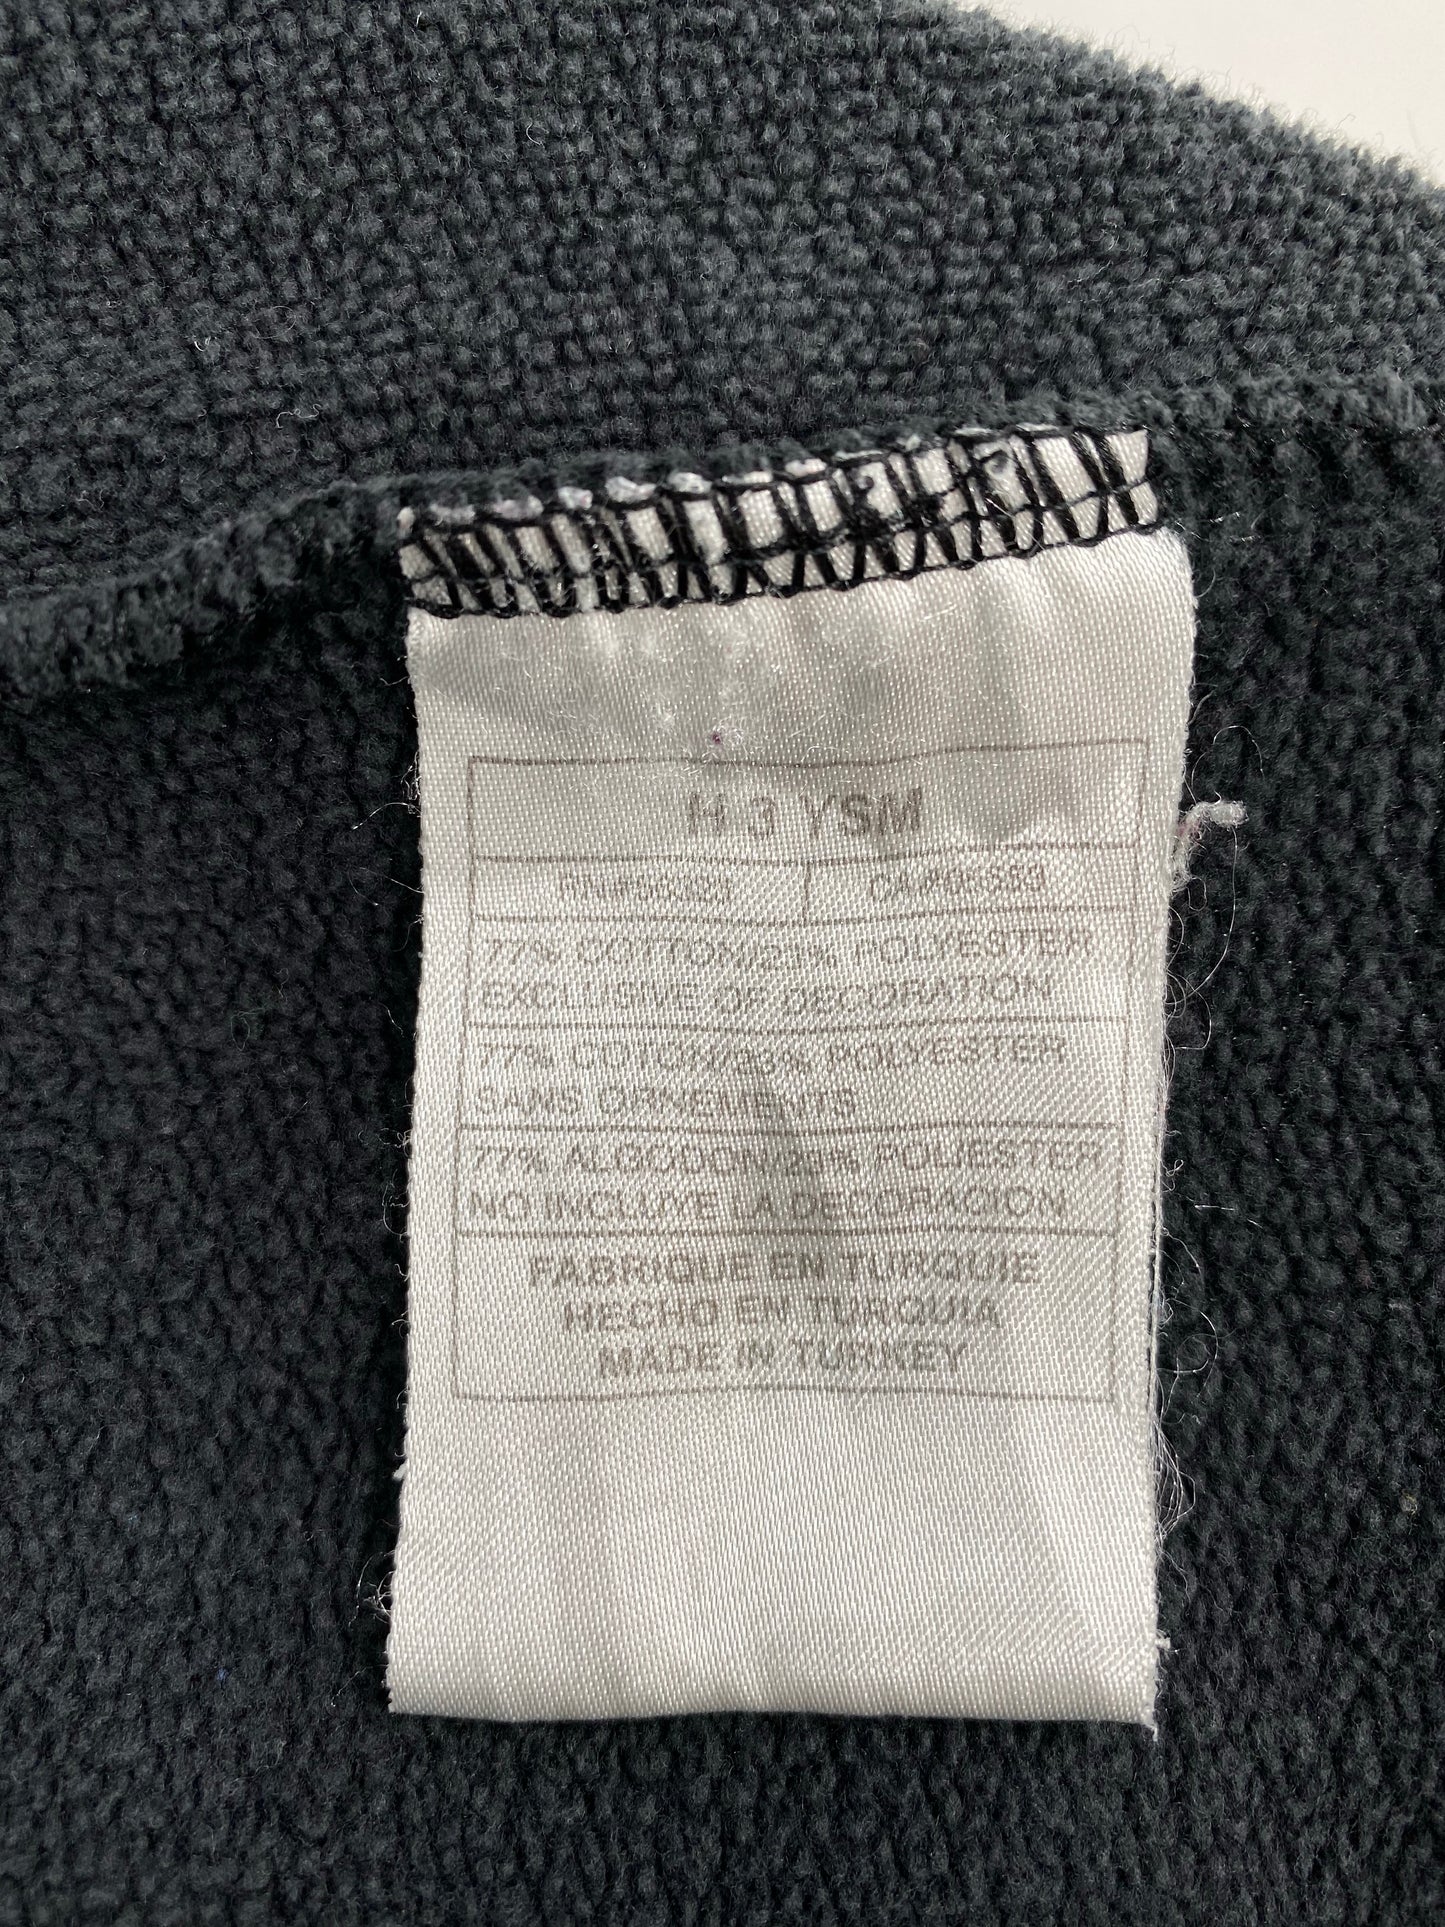 H 3 YSM
77% COTTON/23% POLYESTER
EXCLUSIVE OF DECORATION
77% COTON/23% POLYESTER
SANS ORNEMENTS
77% ALGODON/23% POLIESTER
NO INCLUYE LA DECORACION
FABRIQUE EN TURQUIE
HECHO EN TURQUIA
MADE IN TURKEY